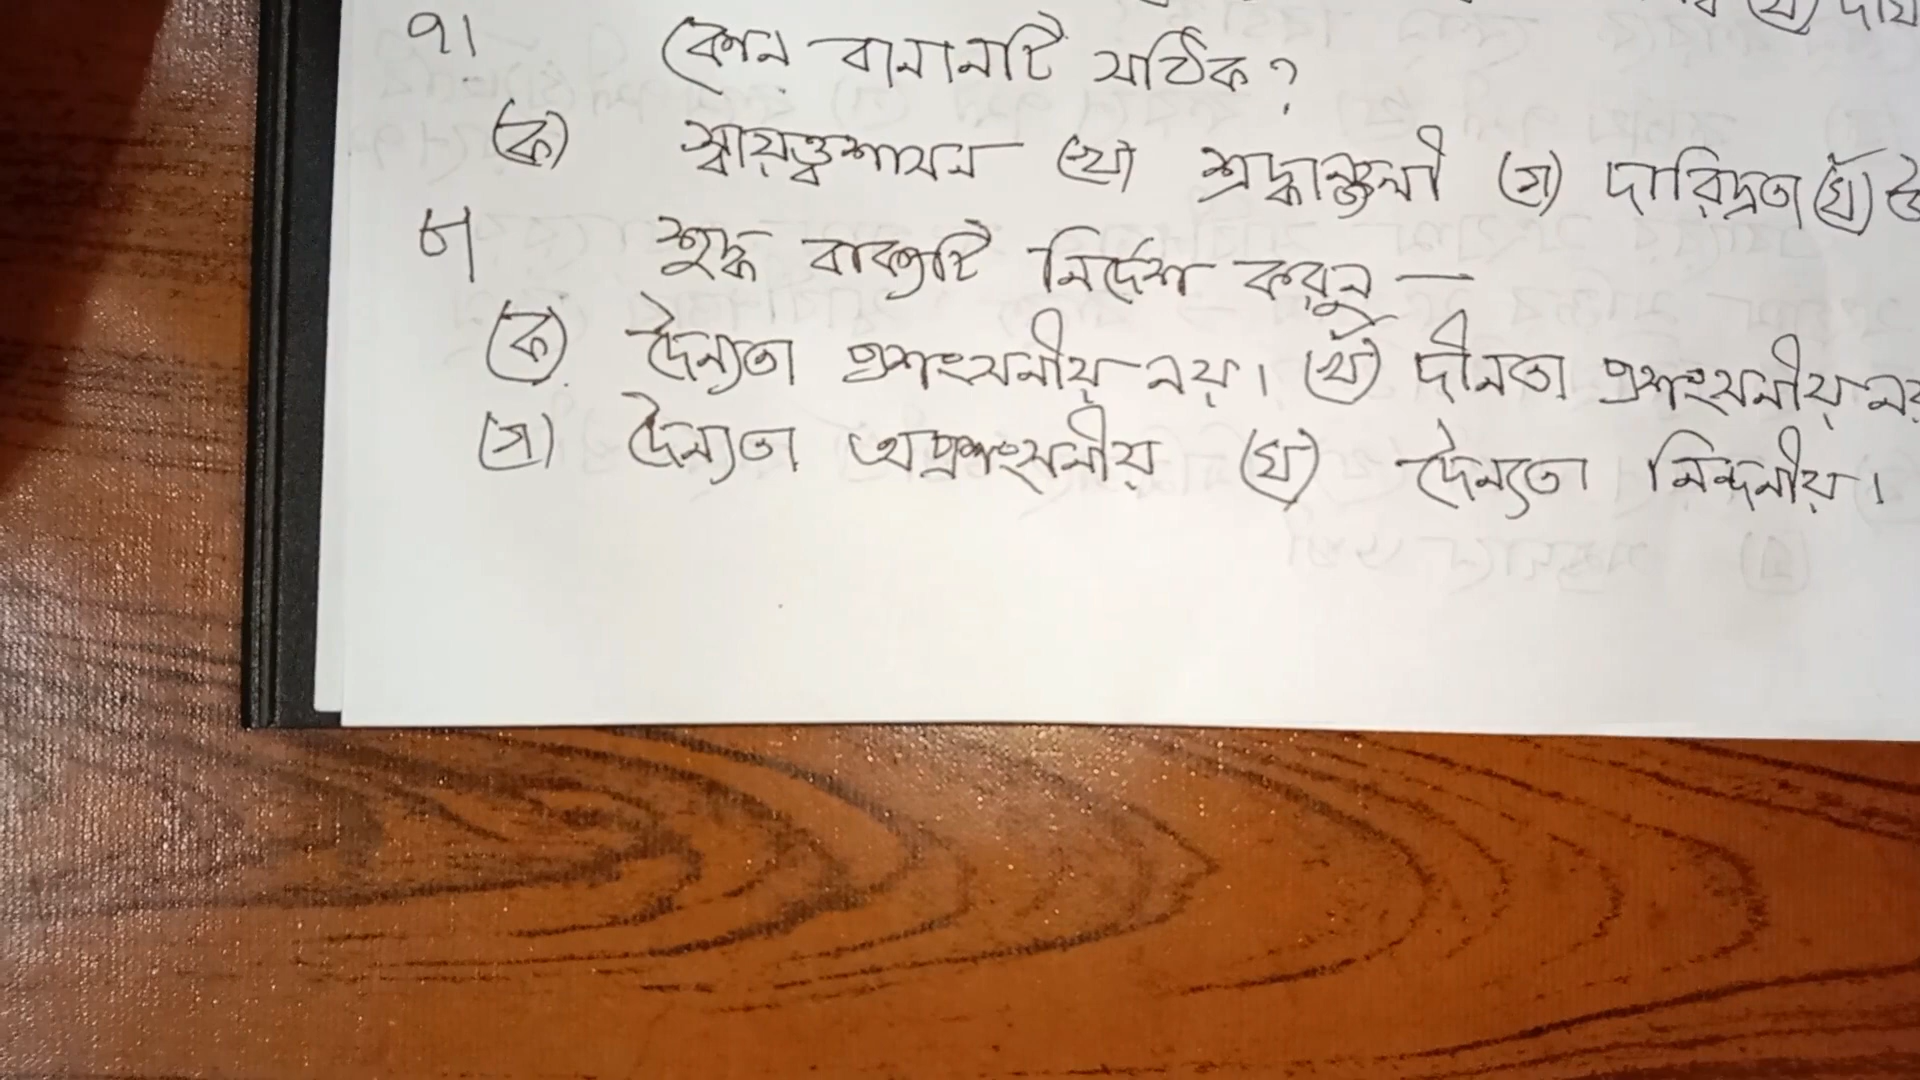 (ঘ) দায
৭। কোন বানানটি সঠিক?
(ক) স্বায়ত্ত্বশাসন (খ) শ্রদ্ধাঞ্জলী (গ) দারিদ্রতা (ঘ)
৮। শুদ্ধ বাক্যটি নির্দেশ করুন —
(ক) দৈন্যতা প্রশংসনীয় নয়। (খ) দীনতা প্রশংসনীয় নয়
(গ) দৈন্যতা অপ্রশংসনীয় (ঘ) দৈন্যতা নিন্দনীয়।